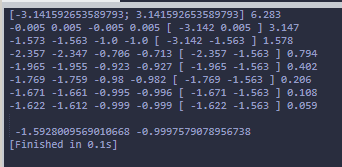 [-3.141592653589793; 3.141592653589793] 6.283
-0.005 0.005 -0.005 0.005 [ -3.142 0.005 ] 3.147
-1.573 -1.563 -1.0 -1.0 [ -3.142 -1.563 ] 1.578
-2.357 -2.347 -0.706 -0.713 [ -2.357 -1.563 ] 0.794
-1.965 -1.955 -0.923 -0.927 [ -1.965 -1.563 ] 0.402
-1.769 -1.759 -0.98 -0.982 [ -1.769 -1.563 ] 0.206
-1.671 -1.661 -0.995 -0.996 [ -1.671 -1.563 ] 0.108
-1.622 -1.612 -0.999 -0.999 [ -1.622 -1.563 ] 0.059
-1.5928009569010668 -0.9997579078956738
[Finished in 0.1s]